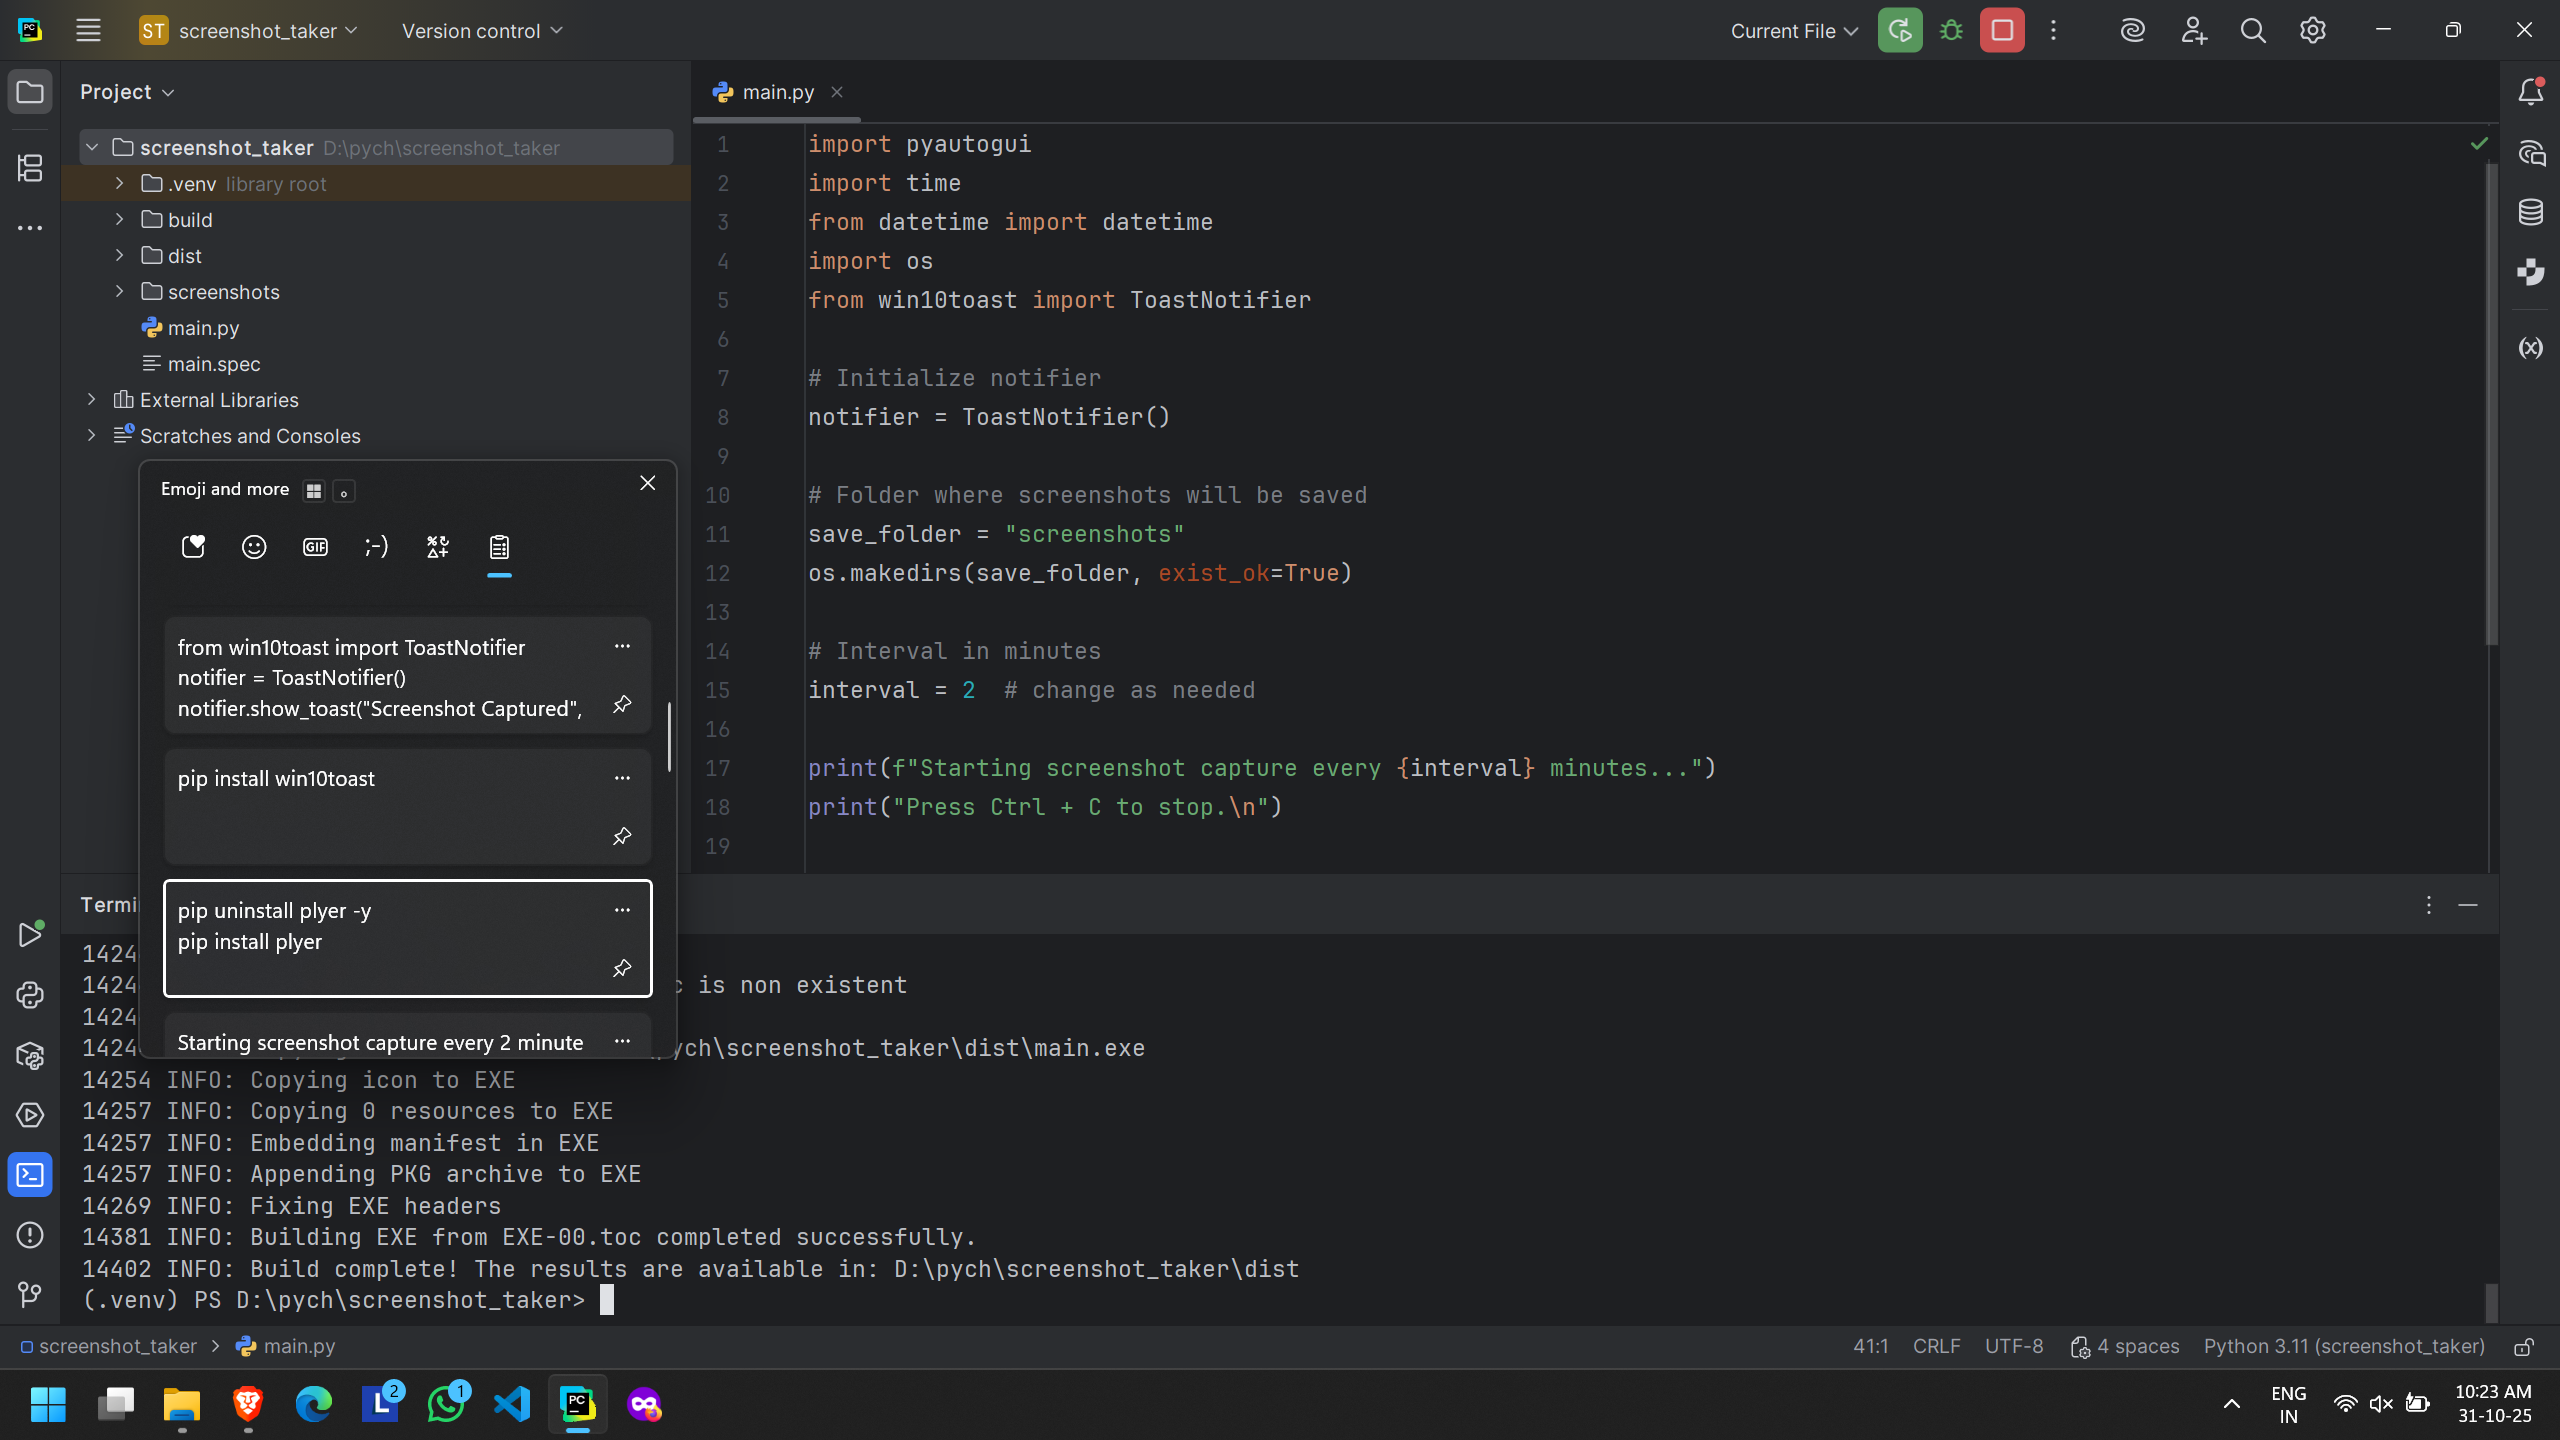 PC
ST screenshot_taker
Version control
Current File
Project
screenshot_taker D:\pych\screenshot_taker
.venv library root
build
dist
screenshots
main.py
main.spec
External Libraries
Scratches and Consoles
main.py
1 import pyautogui
2 import time
3 from datetime import datetime
4 import os
5 from win10toast import ToastNotifier
6
7 # Initialize notifier
8 notifier = ToastNotifier()
9
10 # Folder where screenshots will be saved
11 save_folder = "screenshots"
12 os.makedirs(save_folder, exist_ok=True)
13
14 # Interval in minutes
15 interval = 2  # change as needed
16
17 print(f"Starting screenshot capture every {interval} minutes...")
18 print("Press Ctrl + C to stop.\n")
19
Emoji and more
GIF
;-)
from win10toast import ToastNotifier
notifier = ToastNotifier()
notifier.show_toast("Screenshot Captured",
pip install win10toast
pip uninstall plyer -y
pip install plyer
Starting screenshot capture every 2 minute
Termi
1424
1424 c is non existent
1424
1424 ych\screenshot_taker\dist\main.exe
14254 INFO: Copying icon to EXE
14257 INFO: Copying 0 resources to EXE
14257 INFO: Embedding manifest in EXE
14257 INFO: Appending PKG archive to EXE
14269 INFO: Fixing EXE headers
14381 INFO: Building EXE from EXE-00.toc completed successfully.
14402 INFO: Build complete! The results are available in: D:\pych\screenshot_taker\dist
(.venv) PS D:\pych\screenshot_taker>
screenshot_taker > main.py
41:1 CRLF UTF-8 4 spaces Python 3.11 (screenshot_taker)
L 2
1
PC
ENG
IN
10:23 AM
31-10-25